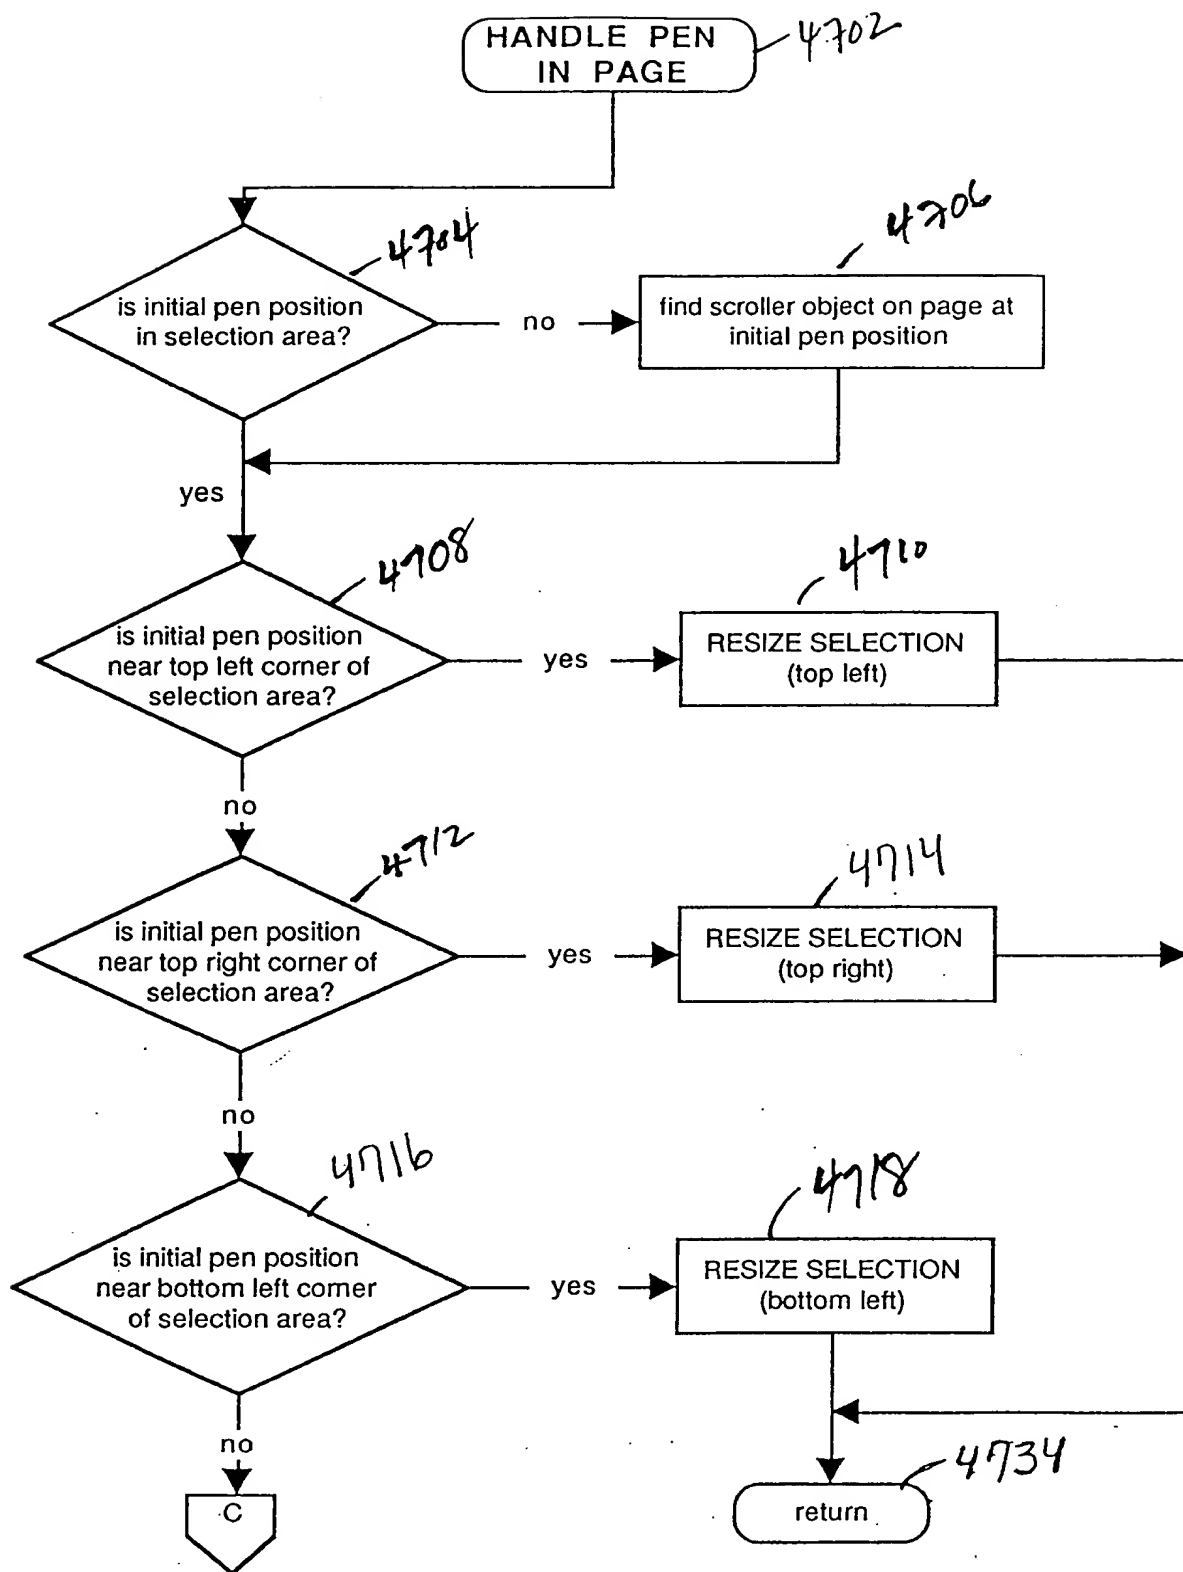 HANDLE PEN
IN PAGE
4702
4704
is initial pen position
in selection area?
no
4706
find scroller object on page at
initial pen position
yes
4708
is initial pen position
near top left corner of
selection area?
yes
4710
RESIZE SELECTION
(top left)
no
4712
is initial pen position
near top right corner of
selection area?
yes
4714
RESIZE SELECTION
(top right)
no
4716
is initial pen position
near bottom left corner
of selection area?
yes
4718
RESIZE SELECTION
(bottom left)
no
C
4734
return